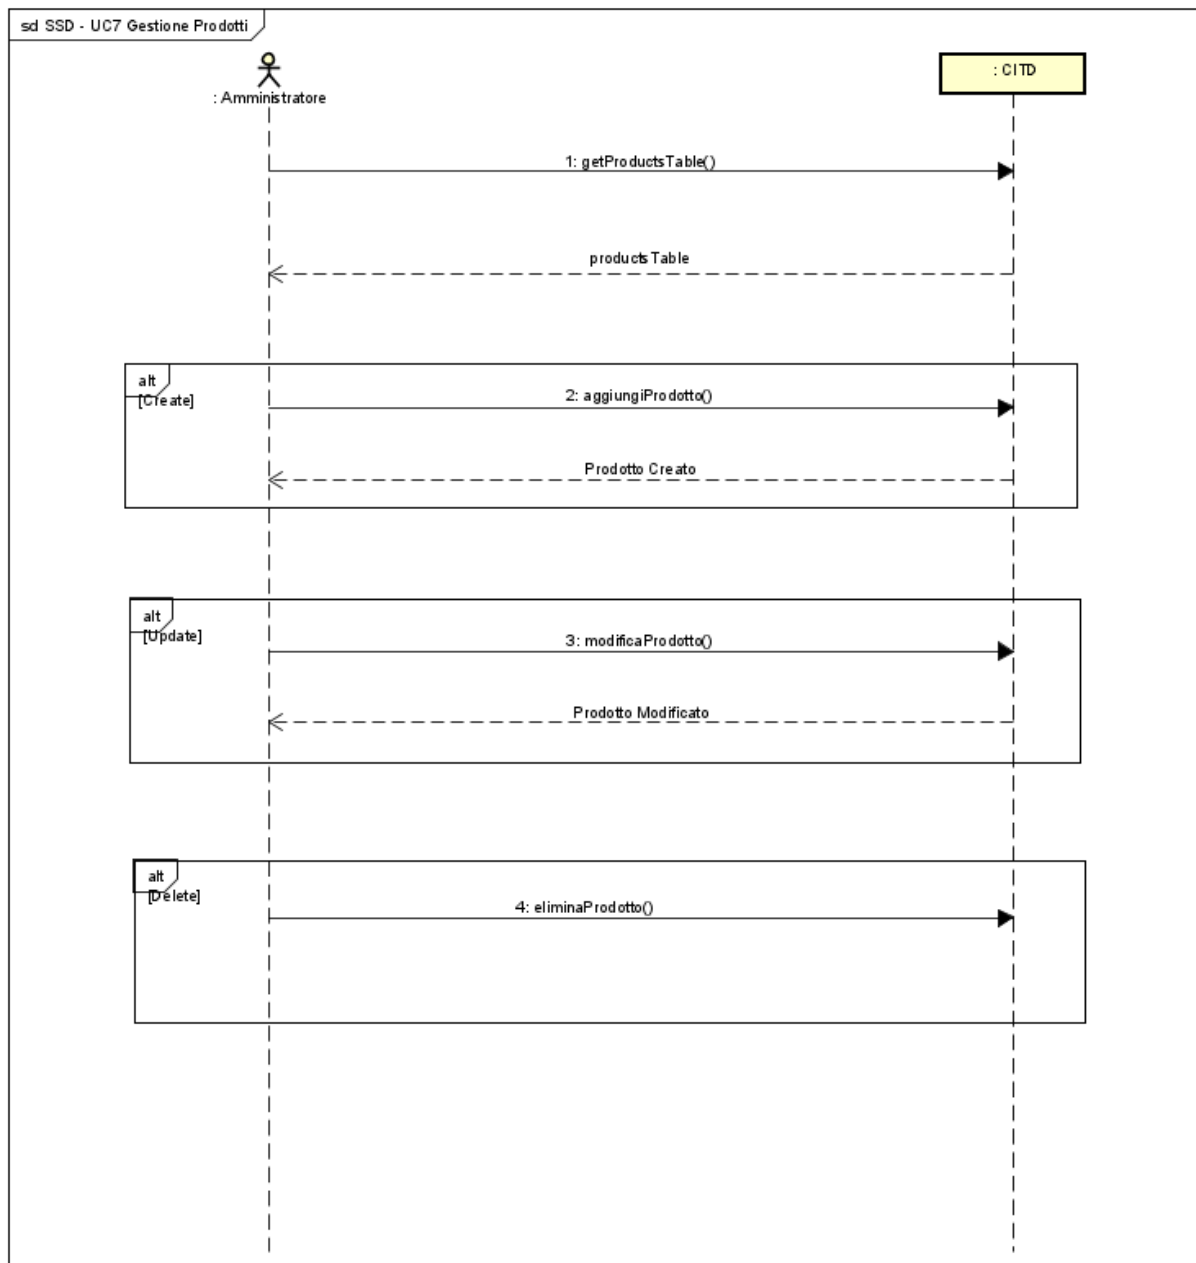 sd SSD - UC7 Gestione Prodotti
: Amministratore
: CITD
1: getProductsTable()
productsTable
alt
[Create]
2: aggiungiProdotto()
Prodotto Creato
alt
[Update]
3: modificaProdotto()
Prodotto Modificato
alt
[Delete]
4: eliminaProdotto()